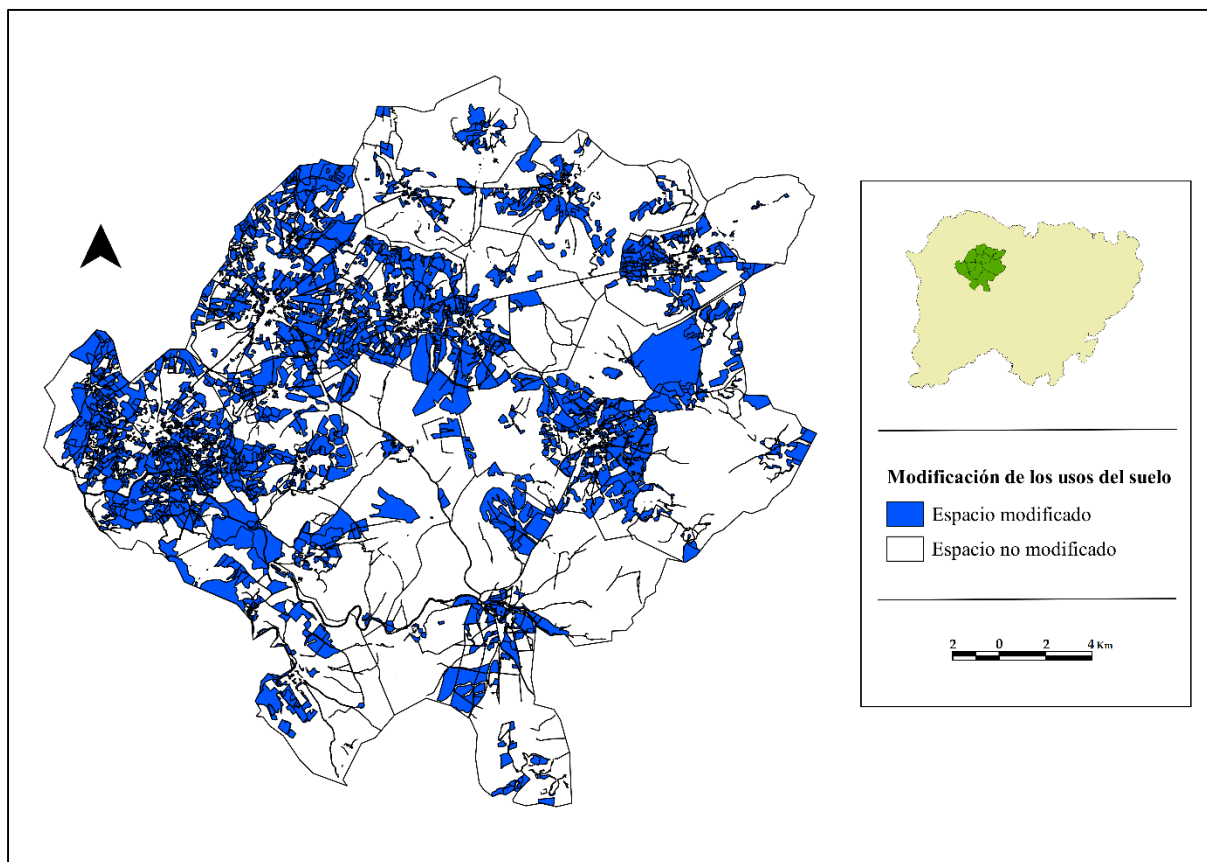 Modificación de los usos del suelo
Espacio modificado
Espacio no modificado
2 0 2 4 Km